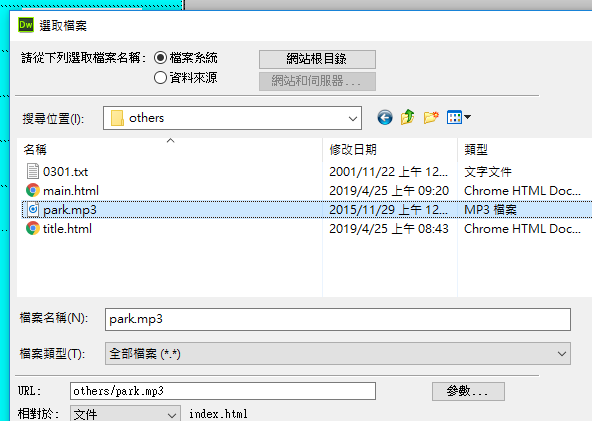 Dw 選取檔案
請從下列選取檔案名稱: 檔案系統 網站根目錄
資料來源 網站和伺服器...
搜尋位置(I): others
名稱 修改日期 類型
0301.txt 2001/11/22 上午 12... 文字文件
main.html 2019/4/25 上午 09:20 Chrome HTML Doc...
park.mp3 2015/11/29 上午 12... MP3 檔案
title.html 2019/4/25 上午 08:43 Chrome HTML Doc...
檔案名稱(N): park.mp3
檔案類型(T): 全部檔案 (*.*)
URL: others/park.mp3 參數...
相對於: 文件 index.html